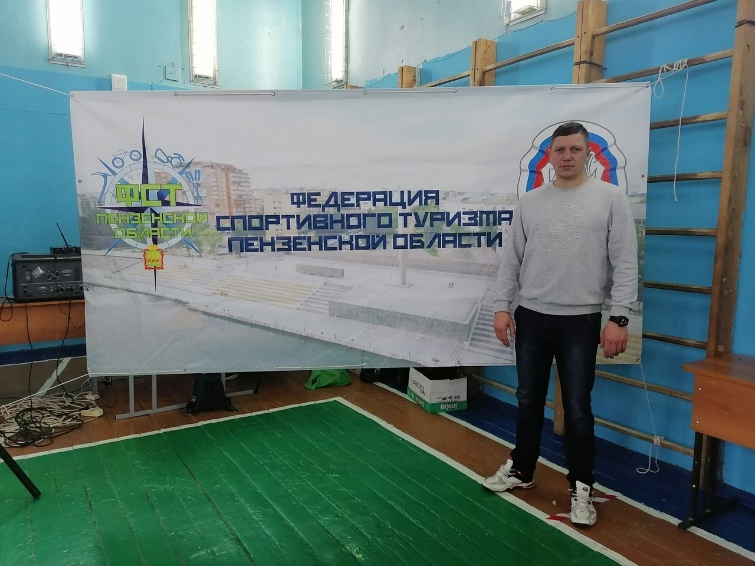 ФСТ
ПЕНЗЕНСКОЙ
ОБЛАСТИ
ФЕДЕРАЦИЯ
СПОРТИВНОГО ТУРИЗМА
ПЕНЗЕНСКОЙ ОБЛАСТИ